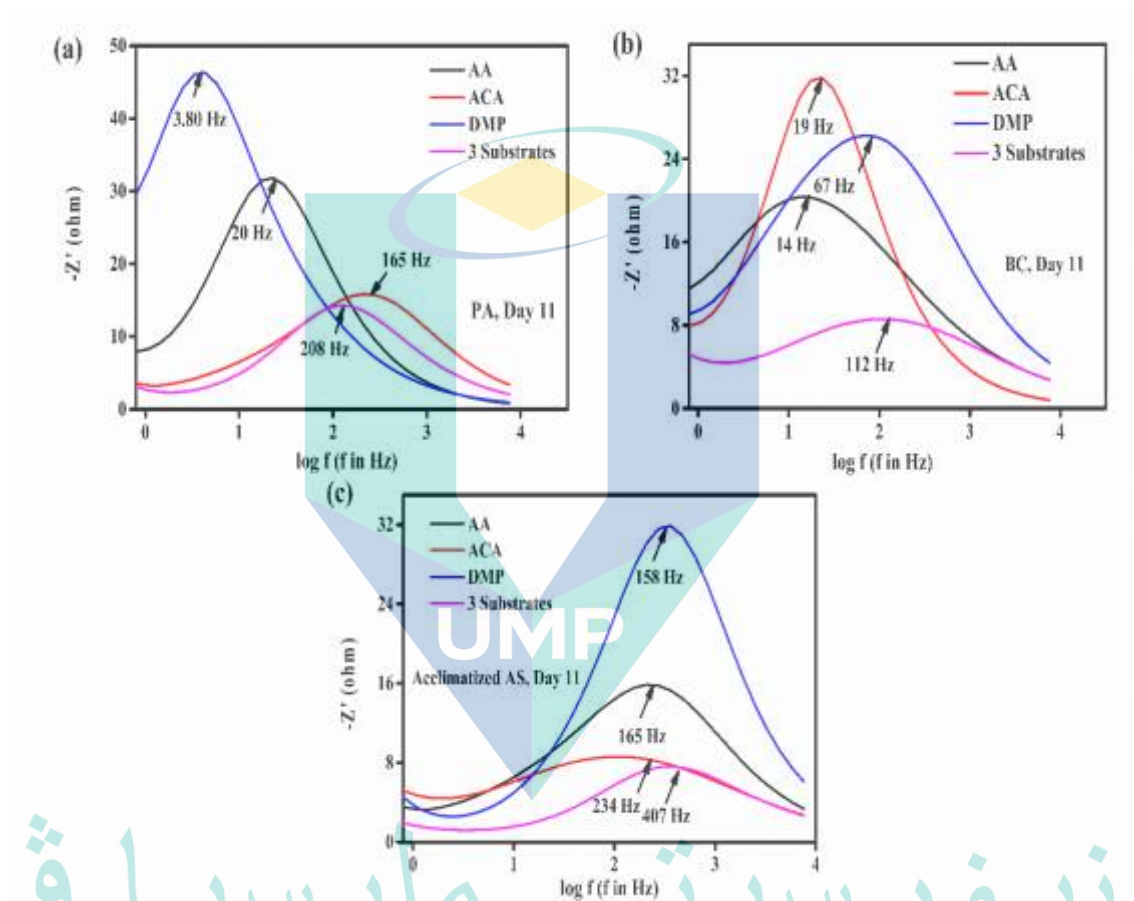 (a)
50
40
30
20
10
0
-Z' (ohm)
AA
ACA
DMP
3 Substrates
3.80 Hz
20 Hz
165 Hz
208 Hz
PA, Day 11
0 1 2 3 4
log f (f in Hz)
(b)
32
24
16
8
0
-Z' (ohm)
AA
ACA
DMP
3 Substrates
19 Hz
67 Hz
14 Hz
112 Hz
BC, Day 11
0 1 2 3 4
log f (f in Hz)
(c)
32
24
16
8
0
-Z' (ohm)
AA
ACA
DMP
3 Substrates
158 Hz
UMP
Acclimatized AS, Day 11
165 Hz
234 Hz
407 Hz
0 1 2 3 4
log f (f in Hz)